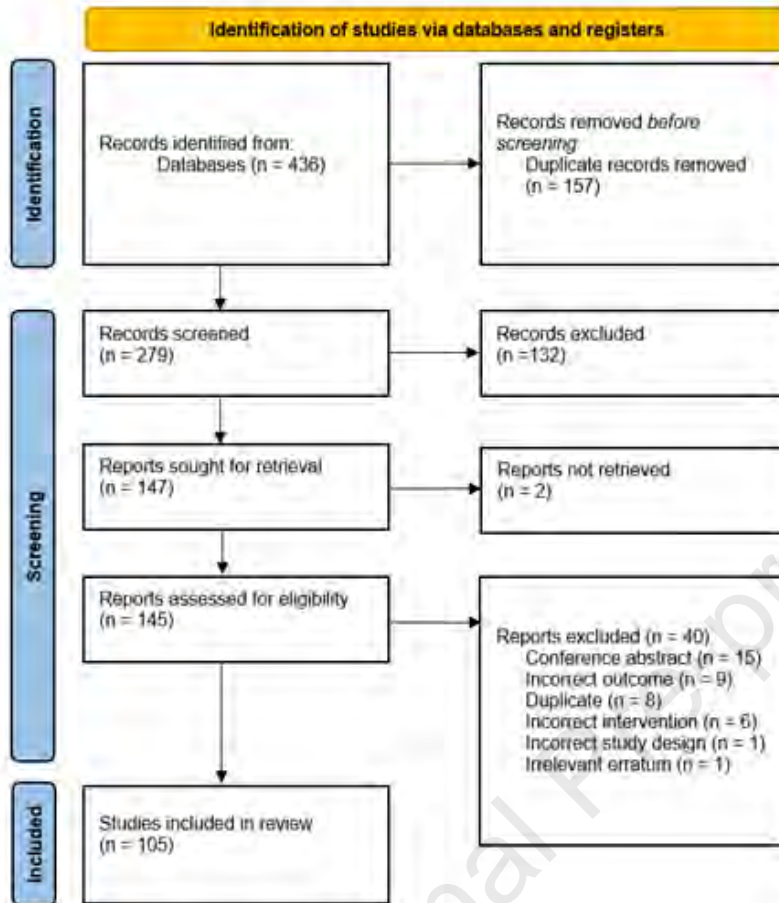 Identification of studies via databases and registers
Identification
Records identified from:
Databases (n = 436)
Records removed before
screening
Duplicate records removed
(n = 157)
Screening
Records screened
(n = 279)
Records excluded
(n =132)
Reports sought for retrieval
(n = 147)
Reports not retrieved
(n = 2)
Reports assessed for eligibility
(n = 145)
Reports excluded (n = 40)
Conference abstract (n = 15)
Incorrect outcome (n = 9)
Duplicate (n = 8)
Incorrect intervention (n = 6)
Incorrect study design (n = 1)
Irrelevant erratum (n = 1)
Included
Studies included in review
(n = 105)